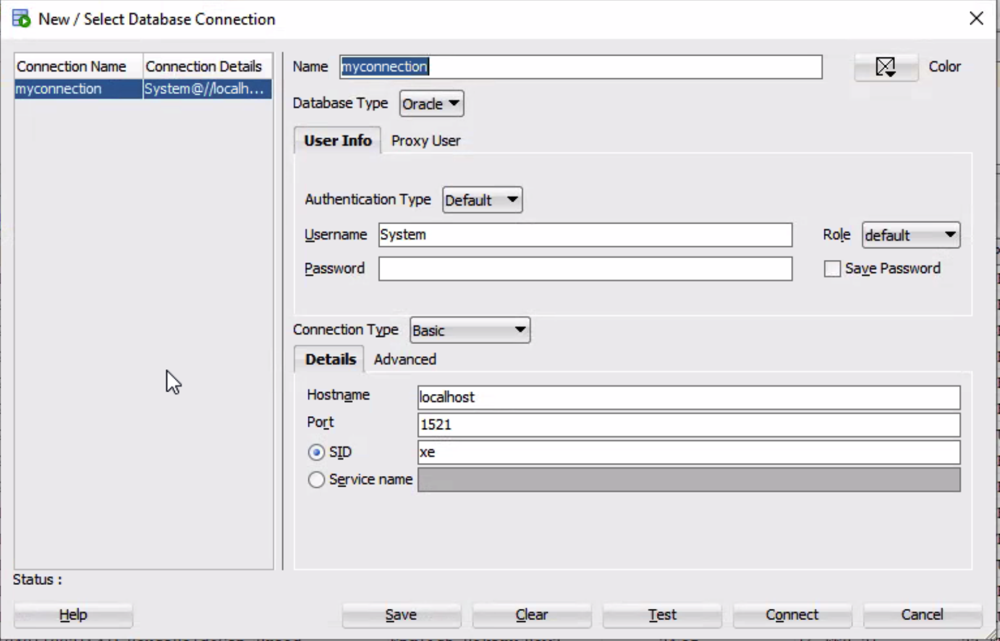 New / Select Database Connection
Connection Name Connection Details
myconnection System@//localh...
Name myconnection Color
Database Type Oracle
User Info Proxy User
Authentication Type Default
Username System Role default
Password Save Password
Connection Type Basic
Details Advanced
Hostname localhost
Port 1521
SID xe
Service name
Status :
Help Save Clear Test Connect Cancel